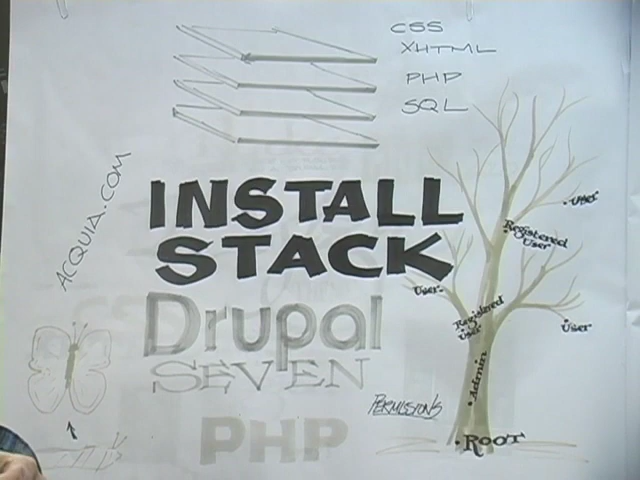 CSS
XHTML
PHP
SQL
ACQUIA.COM
INSTALL
STACK
Drupal
SEVEN
PHP
PERMISSIONS
User
Registered
User
User
Registered
User
User
Admin
ROOT